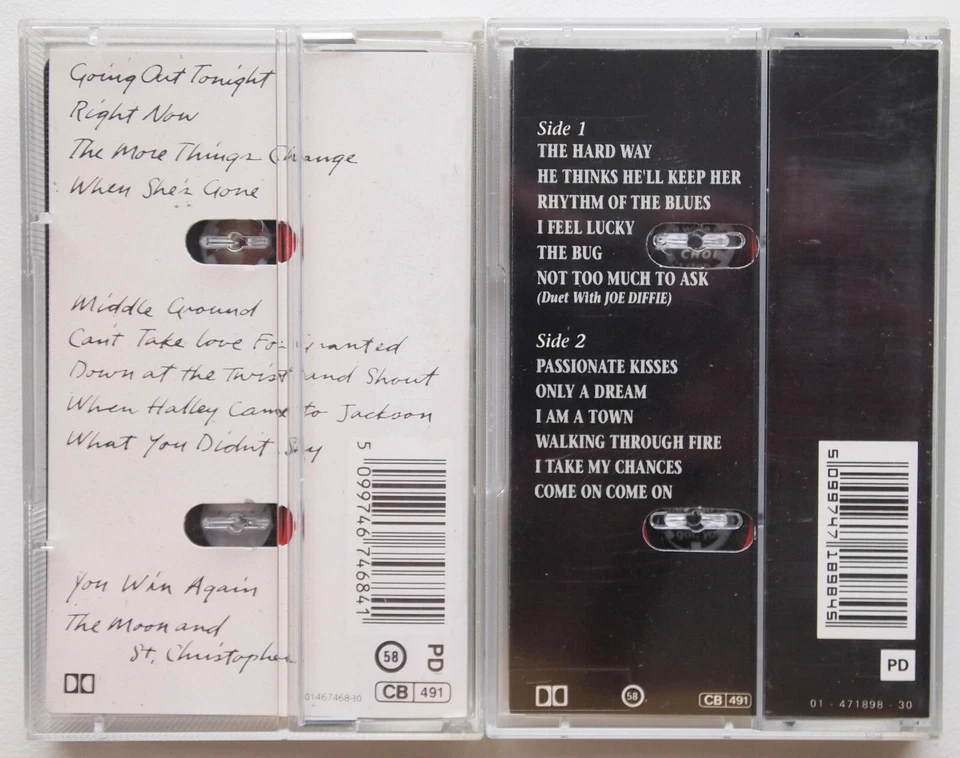 Going Out Tonight
Right Now
The More Things Change
When She's Gone
Middle Ground
Can't Take Love For Granted
Down at the Twist and Shout
When Halley Came to Jackson
What You Didn't Say
You Win Again
The Moon and
St. Christopher
5 099746 746841
58
PD
CB 491
01467468-30
Side 1
THE HARD WAY
HE THINKS HE'LL KEEP HER
RHYTHM OF THE BLUES
I FEEL LUCKY
THE BUG
NOT TOO MUCH TO ASK
(Duet With JOE DIFFIE)
Side 2
PASSIONATE KISSES
ONLY A DREAM
I AM A TOWN
WALKING THROUGH FIRE
I TAKE MY CHANCES
COME ON COME ON
58
CB 491
5 099747 189845
PD
01 - 471898 - 30